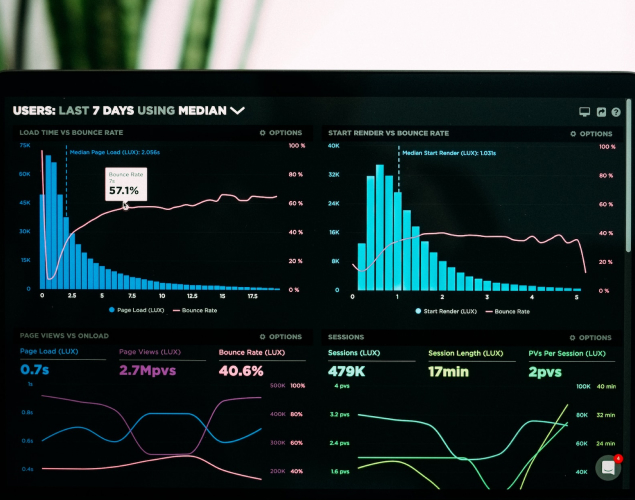 USERS: LAST 7 DAYS USING MEDIAN
LOAD TIME VS BOUNCE RATE
OPTIONS
75K
60K
45K
30K
15K
0
Median Page Load (LUX): 2.056s
Bounce Rate
7s
57.1%
100 %
80 %
60 %
40 %
20 %
0 %
0 2.5 5 7.5 10 12.5 15 17.5
Page Load (LUX) Bounce Rate
START RENDER VS BOUNCE RATE
OPTIONS
40K
32K
24K
16K
8K
0
Median Start Render (LUX): 1.031s
100 %
80 %
60 %
40 %
20 %
0 %
0 1 2 3 4 5
Start Render (LUX) Bounce Rate
PAGE VIEWS VS ONLOAD
OPTIONS
Page Load (LUX) Page Views (LUX) Bounce Rate (LUX)
0.7s 2.7Mpvs 40.6%
1s
0.8s
0.6s
0.4s
500K 100%
400K 80%
300K 60%
200K 40%
SESSIONS
OPTIONS
Sessions (LUX) Session Length (LUX) PVs Per Session (LUX)
479K 17min 2pvs
4 pvs
3.2 pvs
2.4 pvs
1.6 pvs
100K 40 min
80K 32 min
60K 24 min
40K
4